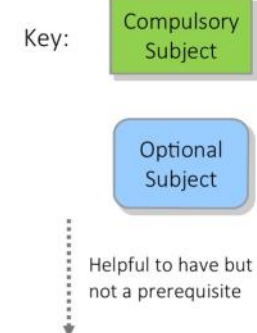 Key:
Compulsory
Subject
Optional
Subject
Helpful to have but
not a prerequisite